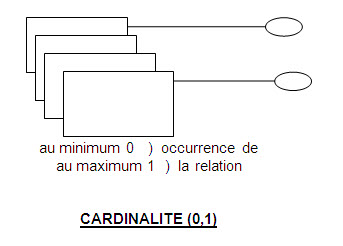 au minimum 0 ) occurrence de
au maximum 1 ) la relation
CARDINALITE (0,1)